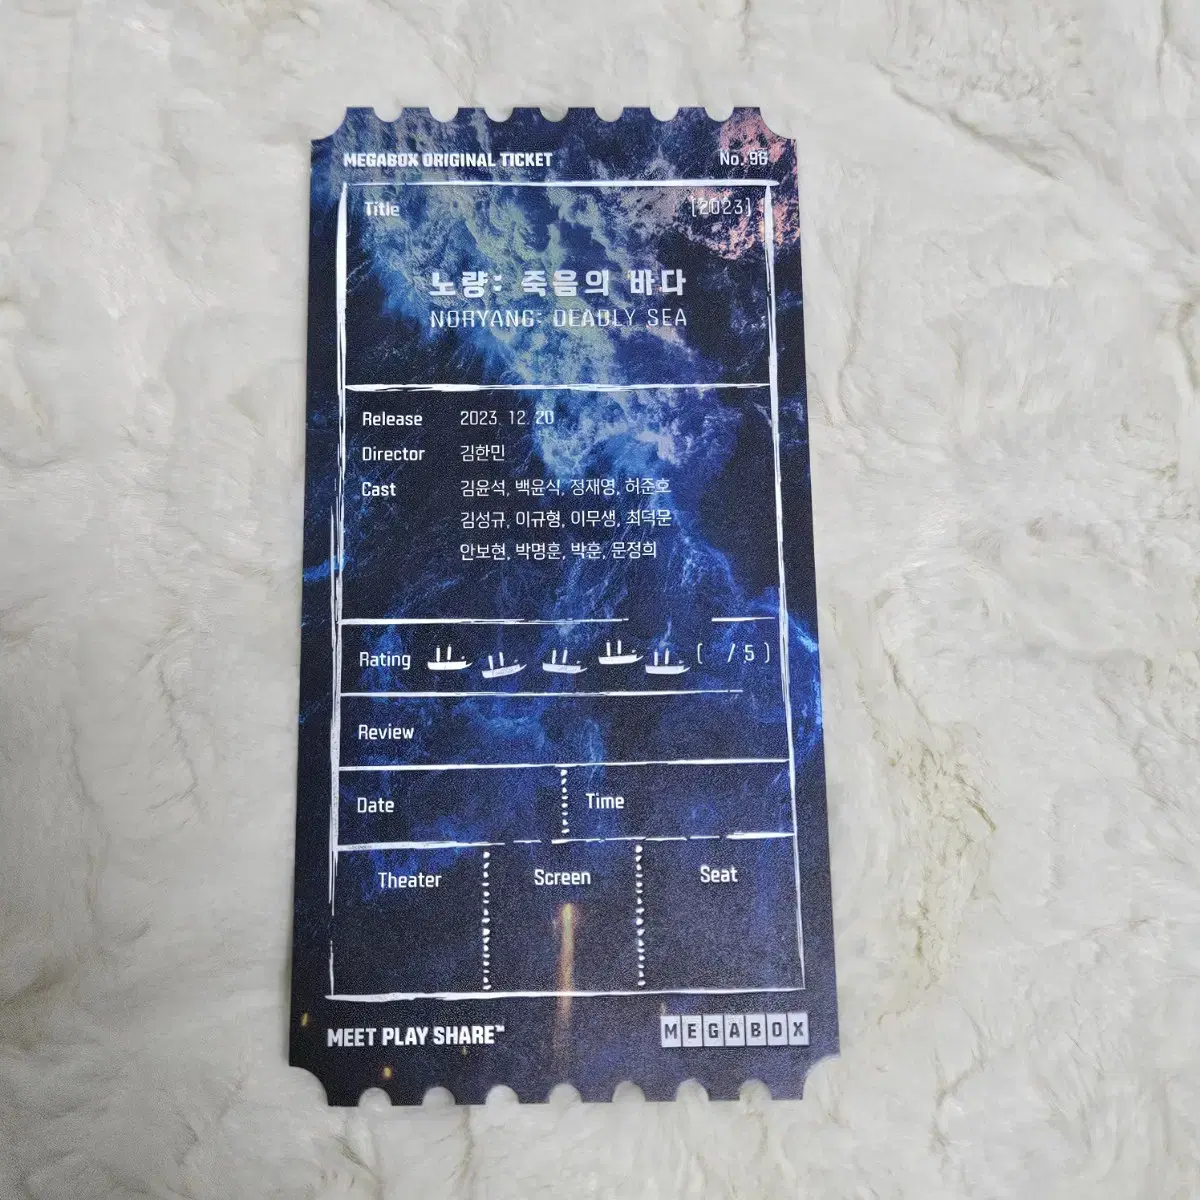 MEGABOX ORIGINAL TICKET No. 96
Title [2023]
노량: 죽음의 바다
NORYANG: DEADLY SEA
Release 2023. 12. 20
Director 김한민
Cast 김윤석, 백윤식, 정재영, 허준호
김성규, 이규형, 이무생, 최덕문
안보현, 박명훈, 박훈, 문정희
Rating ( / 5 )
Review
Date Time
Theater Screen Seat
MEET PLAY SHARE™ MEGABOX